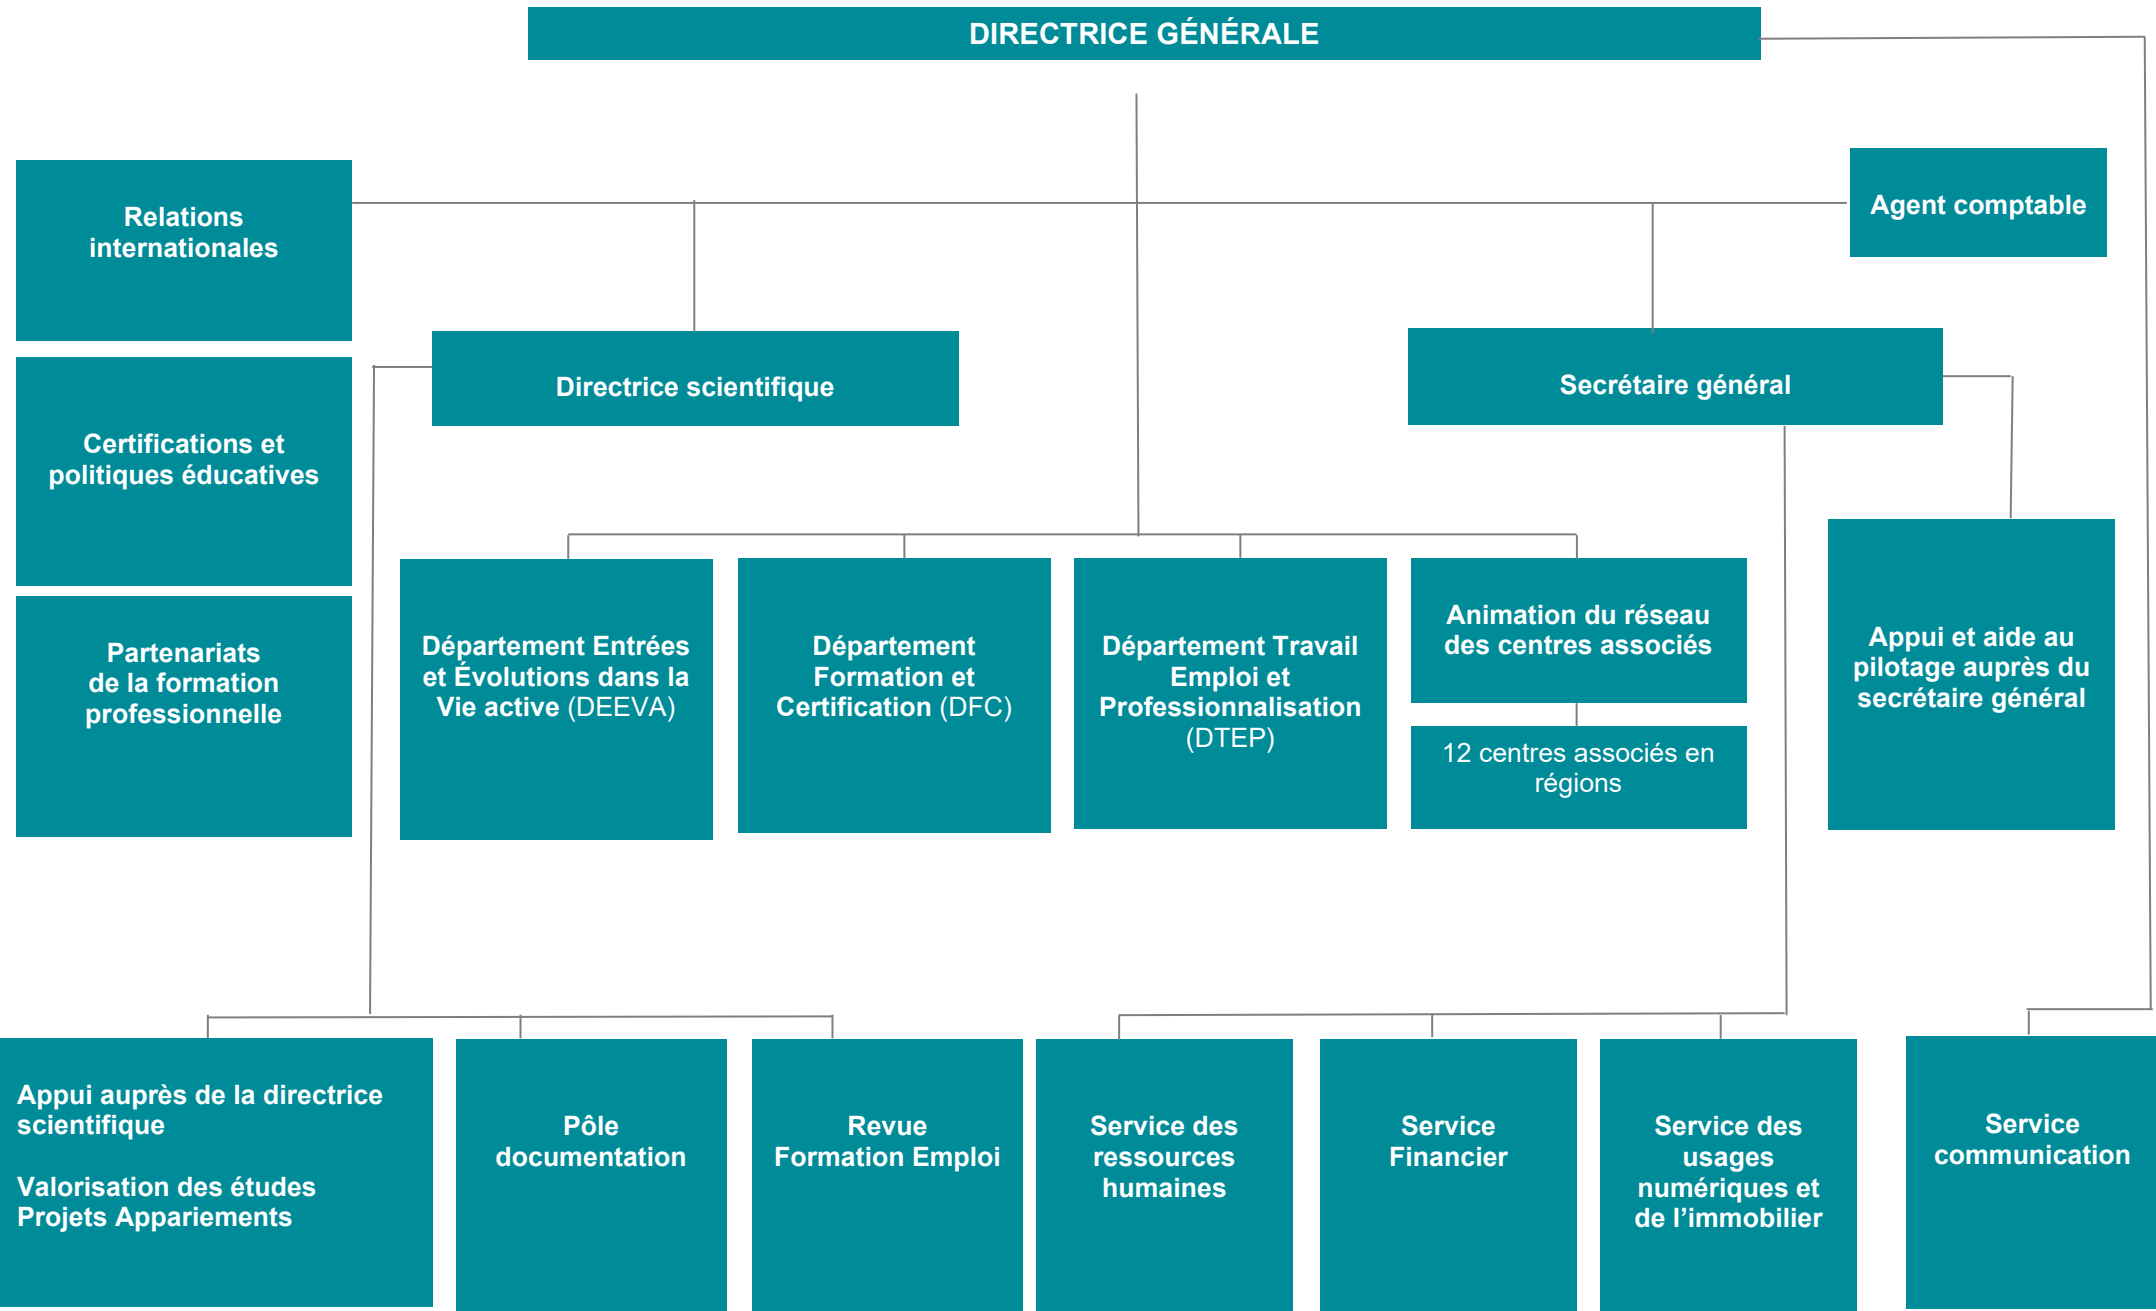 DIRECTRICE GÉNÉRALE
Relations
internationales
Agent comptable
Directrice scientifique
Secrétaire général
Certifications et
politiques éducatives
Partenariats
de la formation
professionnelle
Département Entrées
et Évolutions dans la
Vie active (DEEVA)
Département
Formation et
Certification (DFC)
Département Travail
Emploi et
Professionnalisation
(DTEP)
Animation du réseau
des centres associés
12 centres associés en
régions
Appui et aide au
pilotage auprès du
secrétaire général
Appui auprès de la directrice
scientifique
Valorisation des études
Projets Appariements
Pôle
documentation
Revue
Formation Emploi
Service des
ressources
humaines
Service
Financier
Service des
usages
numériques et
de l’immobilier
Service
communication